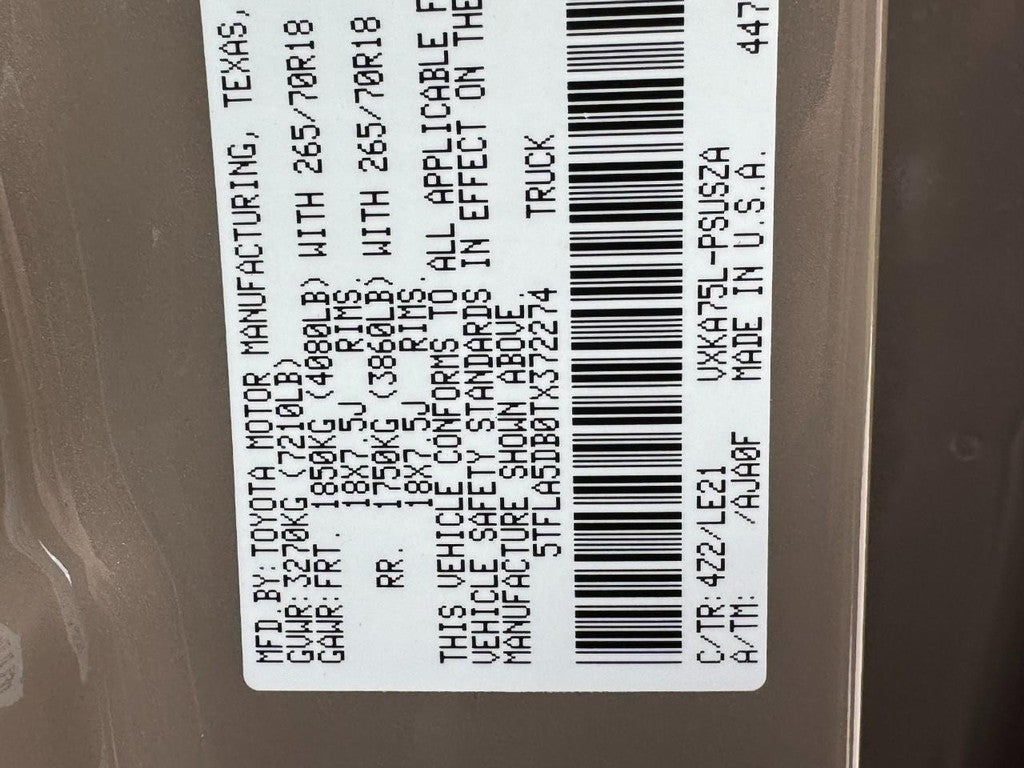 MFD.BY:TOYOTA MOTOR MANUFACTURING, TEXAS,
GVWR:3270KG (7210LB)
GAWR:FRT. 1850KG (4080LB) WITH 265/70R18
18X7.5J RIMS,
RR. 1750KG (3860LB) WITH 265/70R18
18X7.5J RIMS,
THIS VEHICLE CONFORMS TO ALL APPLICABLE
VEHICLE SAFETY STANDARDS IN EFFECT ON THE
MANUFACTURE SHOWN ABOVE.
5TFLA5DB0TX372274 TRUCK
C/TR:4Z2/LE21 VXKA75L-PSUSZA
A/TM: /AJA0F MADE IN U.S.A. 447